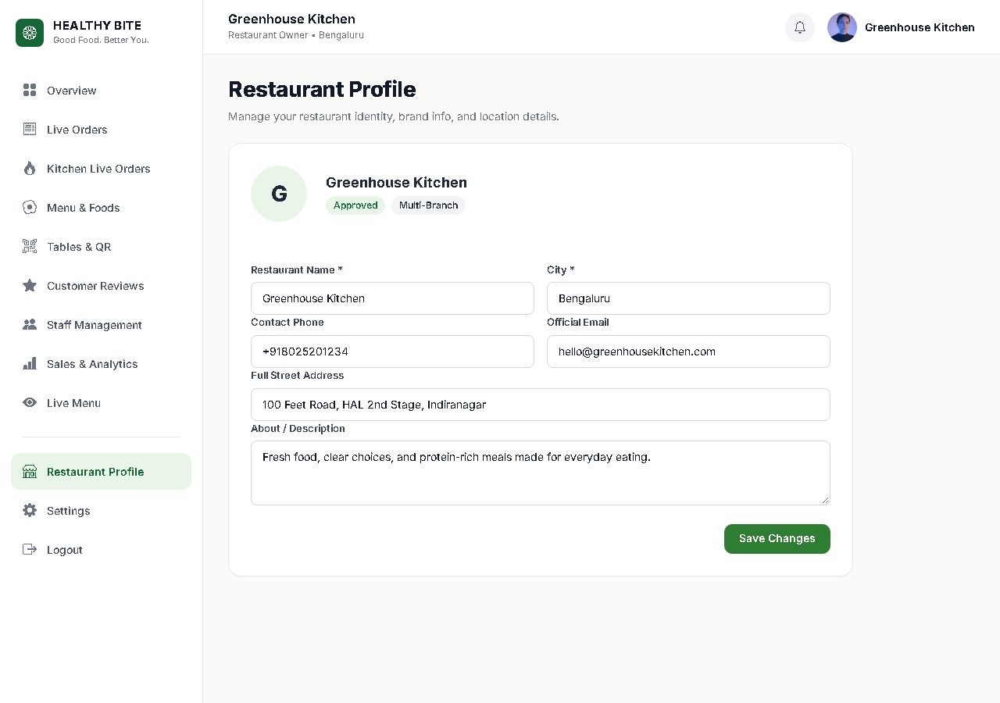 HEALTHY BITE
Good Food. Better You.
Overview
Live Orders
Kitchen Live Orders
Menu & Foods
Tables & QR
Customer Reviews
Staff Management
Sales & Analytics
Live Menu
Restaurant Profile
Settings
Logout
Greenhouse Kitchen
Restaurant Owner • Bengaluru
Greenhouse Kitchen
Restaurant Profile
Manage your restaurant identity, brand info, and location details.
G
Greenhouse Kitchen
Approved Multi-Branch
Restaurant Name * City *
Greenhouse Kitchen Bengaluru
Contact Phone Official Email
+918025201234 hello@greenhousekitchen.com
Full Street Address
100 Feet Road, HAL 2nd Stage, Indiranagar
About / Description
Fresh food, clear choices, and protein-rich meals made for everyday eating.
Save Changes